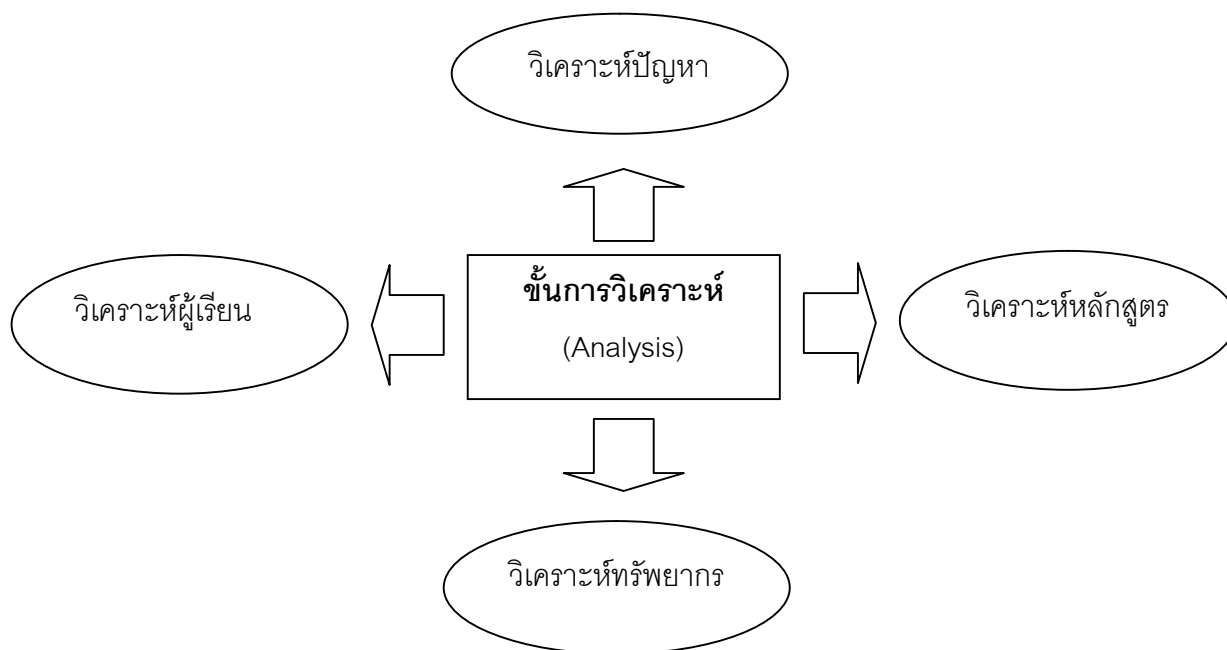 วิเคราะห์ปัญหา
วิเคราะห์ผู้เรียน
ขั้นการวิเคราะห์
(Analysis)
วิเคราะห์หลักสูตร
วิเคราะห์ทรัพยากร